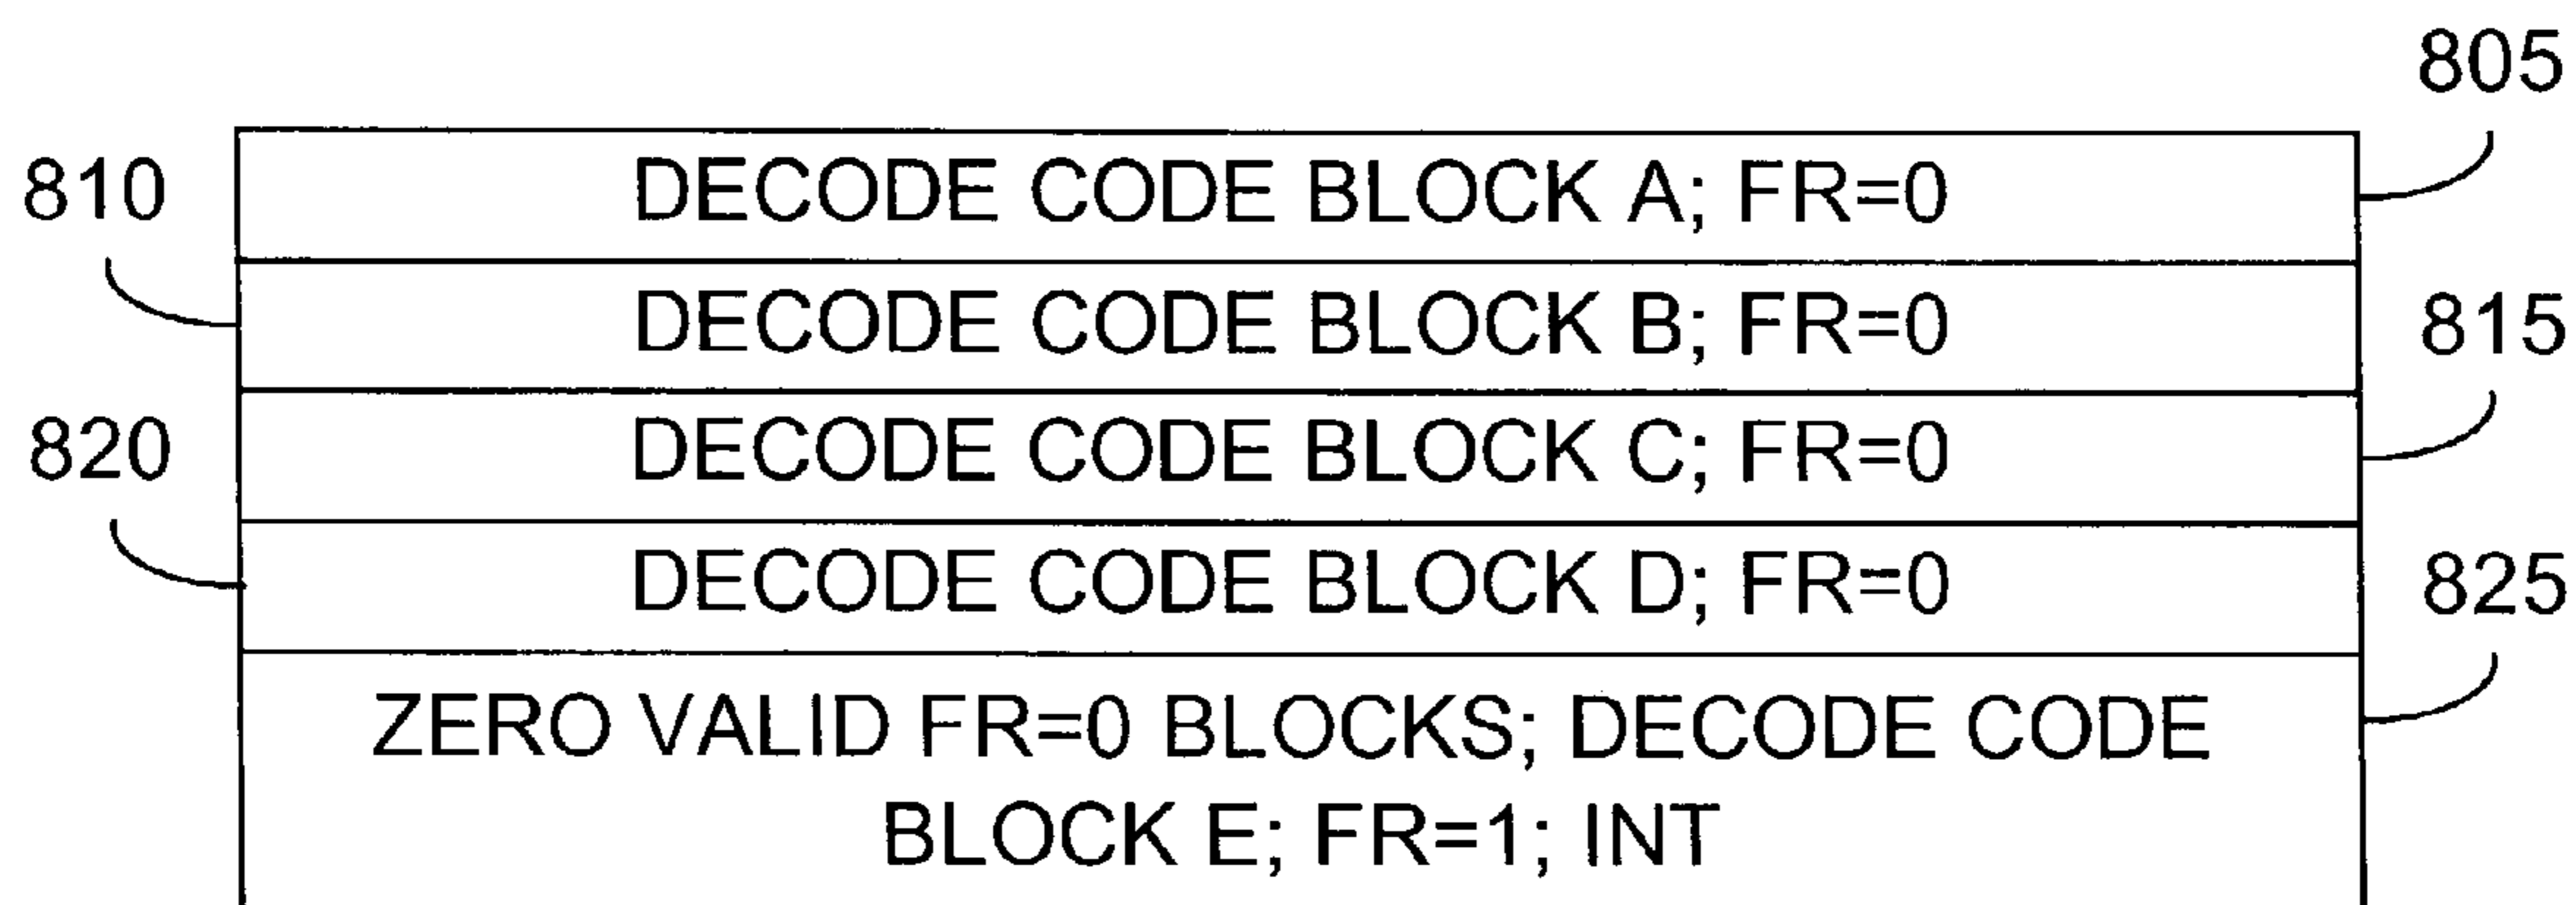 805
810
DECODE CODE BLOCK A; FR=0
DECODE CODE BLOCK B; FR=0
815
820
DECODE CODE BLOCK C; FR=0
DECODE CODE BLOCK D; FR=0
825
ZERO VALID FR=0 BLOCKS; DECODE CODE
BLOCK E; FR=1; INT